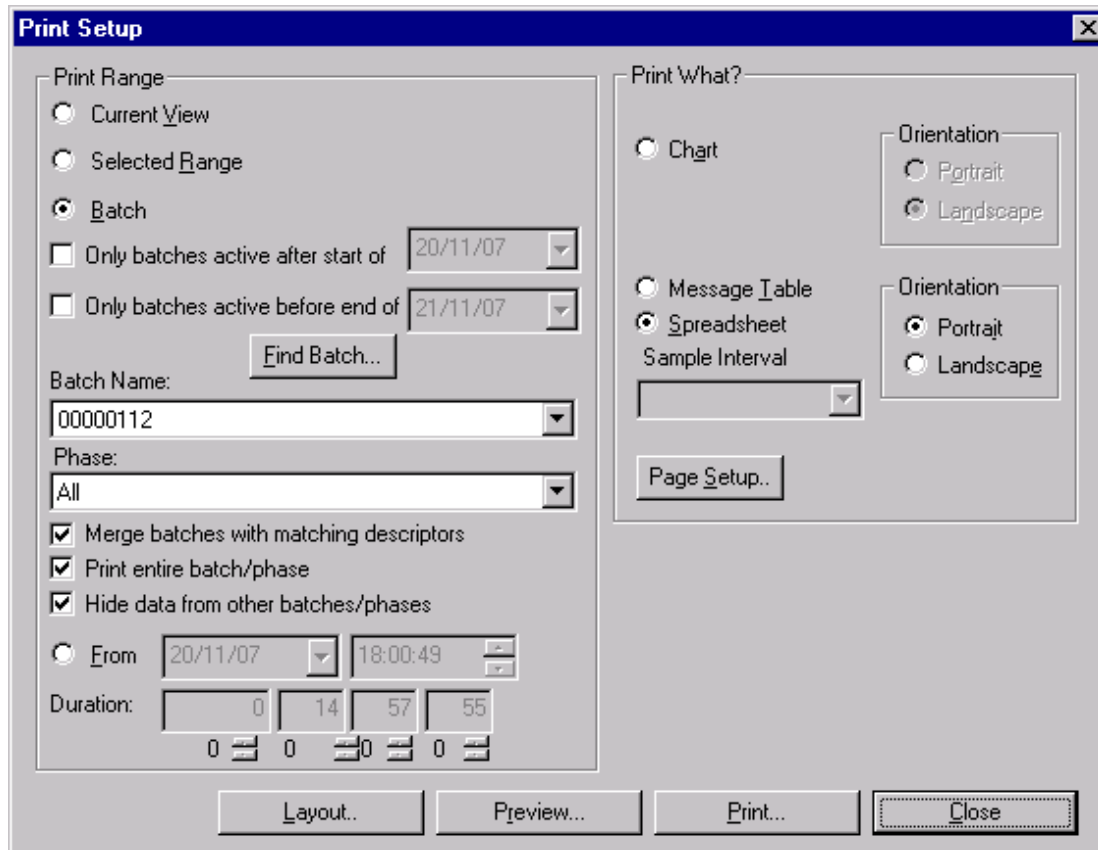 Print Setup
Print Range
Current View
Selected Range
Batch
Only batches active after start of 20/11/07
Only batches active before end of 21/11/07
Find Batch...
Batch Name:
00000112
Phase:
All
Merge batches with matching descriptors
Print entire batch/phase
Hide data from other batches/phases
From 20/11/07 18:00:49
Duration: 0 14 57 55
0 0 0 0
Print What?
Chart
Orientation
Portrait
Landscape
Message Table
Spreadsheet
Sample Interval
Orientation
Portrait
Landscape
Page Setup..
Layout.. Preview... Print... Close